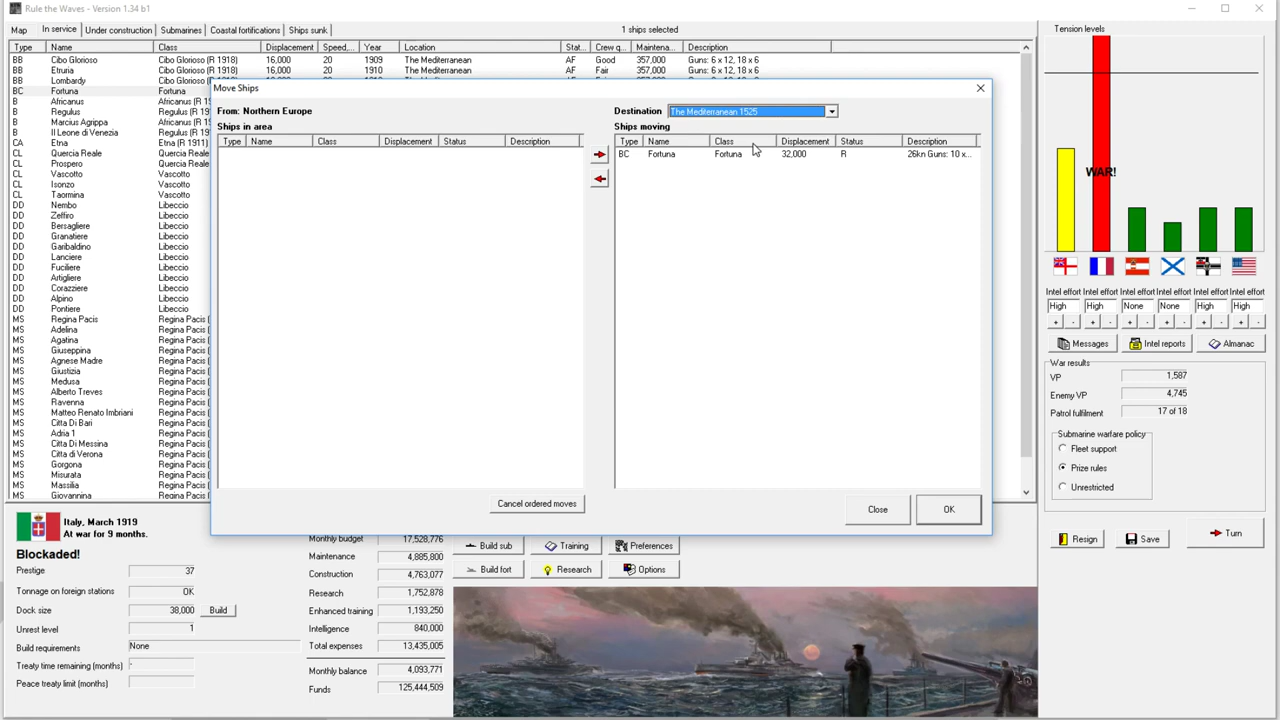 Rule the Waves - Version 1.34 b1
Map In service Under construction Submarines Coastal fortifications Ships sunk 1 ships selected
Type Name Class Displacement Speed,... Year Location Stat... Crew q... Maintena... Description
BB Cibo Glorioso Cibo Glorioso (R 1918) 16,000 20 1909 The Mediterranean AF Good 357,000 Guns: 6 x 12, 18 x 6
BB Etruria Cibo Glorioso (R 1918) 16,000 20 1910 The Mediterranean AF Fair 357,000 Guns: 6 x 12, 18 x 6
BB Lombardy Cibo Glorioso (R 1918) 16,000 20
BC Fortuna Fortuna
B Africanus Africanus (R 19
B Regulus Regulus (R 191
B Marcius Agrippa Africanus (R 19
B Il Leone di Venezia Africanus (R 19
CA Etna Etna (R 1911)
CL Quercia Reale Quercia Reale (
CL Prospero Quercia Reale (
CL Vascotto Vascotto
CL Isonzo Vascotto
CL Taormina Vascotto
DD Nembo Libeccio
DD Zeffiro Libeccio
DD Bersagliere Libeccio
DD Granatiere Libeccio
DD Garibaldino Libeccio
DD Lanciere Libeccio
DD Fuciliere Libeccio
DD Artigliere Libeccio
DD Corazziere Libeccio
DD Alpino Libeccio
DD Pontiere Libeccio
MS Regina Pacis Regina Pacis (
MS Adelina Regina Pacis (
MS Agatina Regina Pacis (
MS Giuseppina Regina Pacis (
MS Agnese Madre Regina Pacis (
MS Giustizia Regina Pacis (
MS Medusa Regina Pacis (
MS Alberto Treves Regina Pacis (
MS Ravenna Regina Pacis (
MS Matteo Renato Imbriani Regina Pacis (
MS Citta Di Bari Regina Pacis (
MS Adria 1 Regina Pacis (
MS Citta Di Messina Regina Pacis (
MS Citta di Verona Regina Pacis (
MS Gorgona Regina Pacis (
MS Misurata Regina Pacis (
MS Massaua Regina Pacis (
MS Giovannina Regina Pacis (
Move Ships
From: Northern Europe
Ships in area
Type Name Class Displacement Status Description
Destination The Mediterranean 1525
Ships moving
Type Name Class Displacement Status Description
BC Fortuna Fortuna 32,000 R 26kn Guns: 10 x...
Cancel ordered moves
Close OK
Tension levels
WAR!
Intel effort Intel effort Intel effort Intel effort Intel effort Intel effort
High High None None High High
+ - + - + - + - + - + -
Messages Intel reports Almanac
War results
VP 1,587
Enemy VP 4,745
Patrol fulfilment 17 of 18
Submarine warfare policy
Fleet support
Prize rules
Unrestricted
Resign Save Turn
Italy, March 1919
At war for 9 months.
Blockaded!
Prestige 37
Tonnage on foreign stations OK
Dock size 38,000 Build
Unrest level 1
Build requirements None
Treaty time remaining (months) -
Peace treaty limit (months)
Monthly budget 17,528,776
Maintenance 4,885,800
Construction 4,763,077
Research 1,752,878
Enhanced training 1,193,250
Intelligence 840,000
Total expenses 13,435,005
Monthly balance 4,093,771
Funds 125,444,509
Build sub Training Preferences
Build fort Research Options